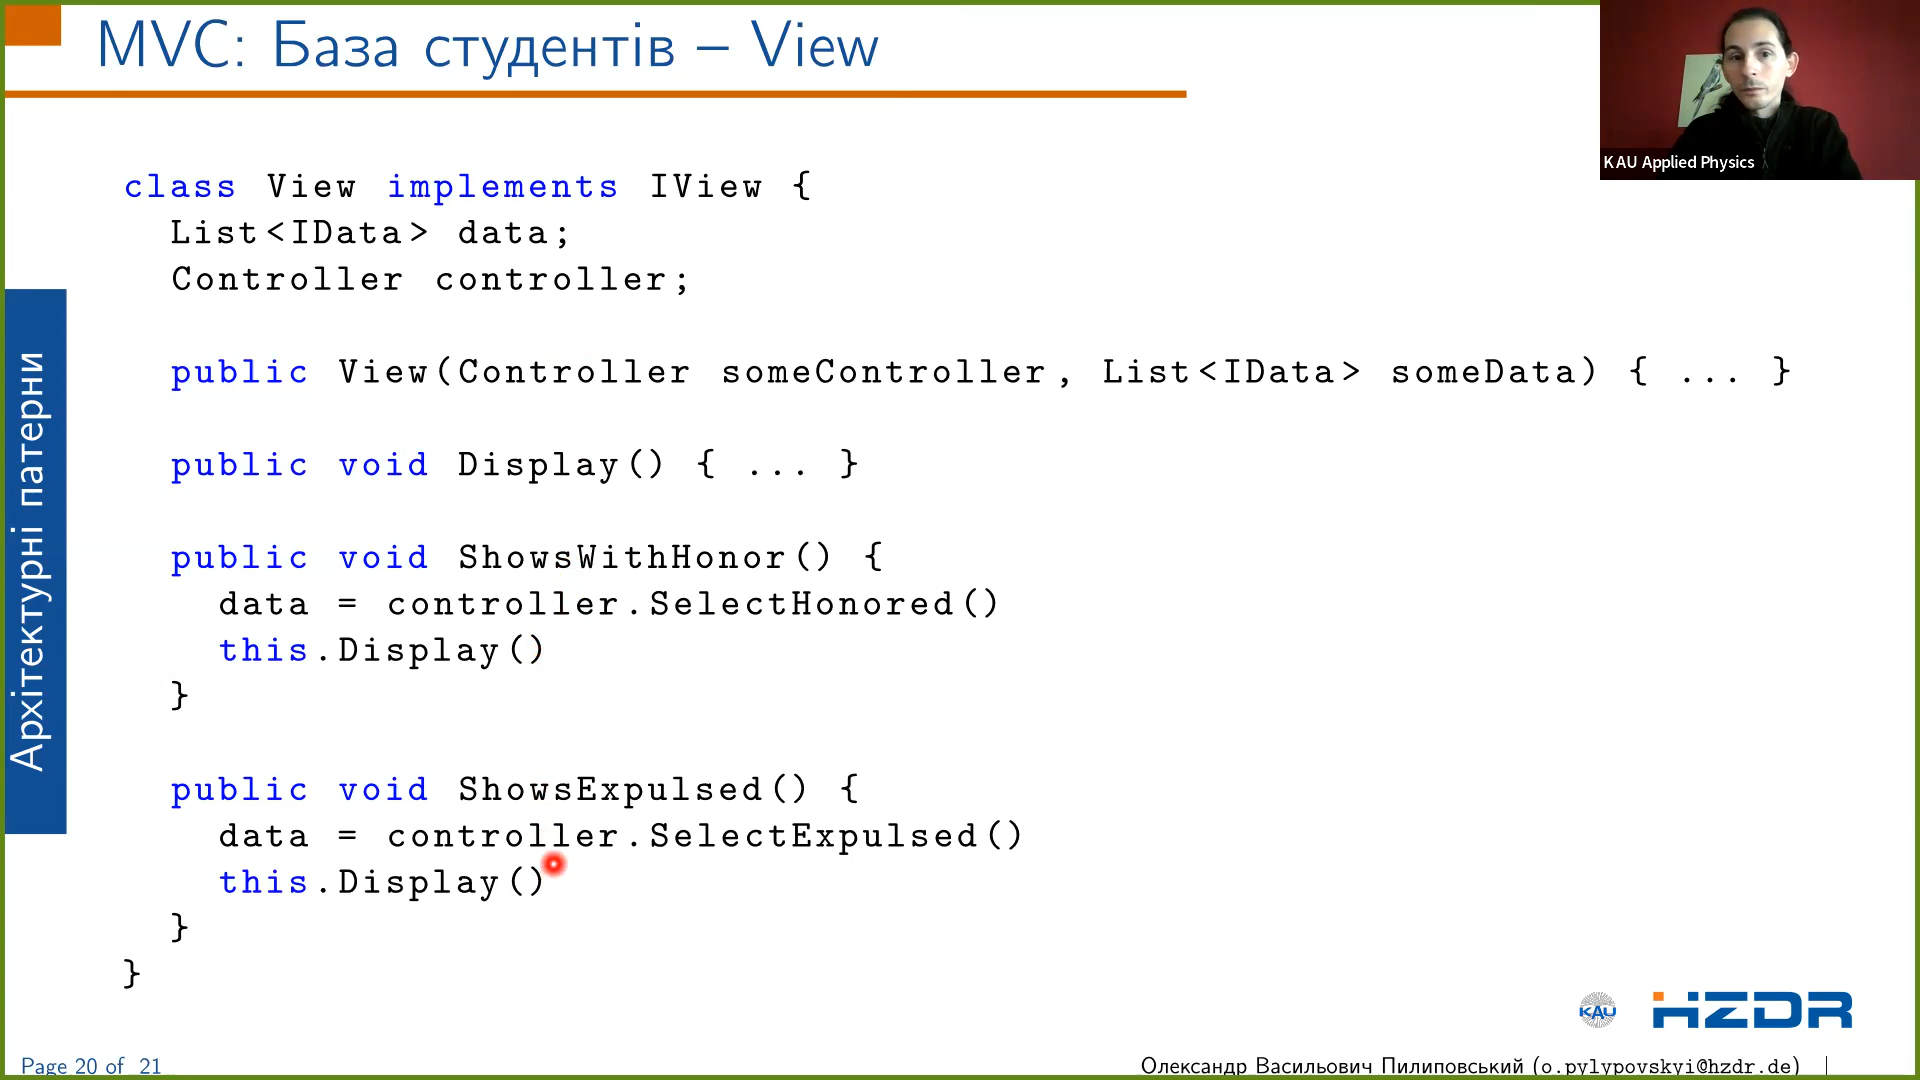 MVC: База студентів – View
KAU Applied Physics
Архітектурні патерни
class View implements IView {
List<IData> data;
Controller controller;
public View(Controller someController, List<IData> someData) { ... }
public void Display() { ... }
public void ShowsWithHonor() {
data = controller.SelectHonored()
this.Display()
}
public void ShowsExpulsed() {
data = controller.SelectExpulsed()
this.Display()
}
}
KAU
HZDR
Page 20 of 21
Олександр Васильович Пилиповський (o.pylypovskyi@hzdr.de) |